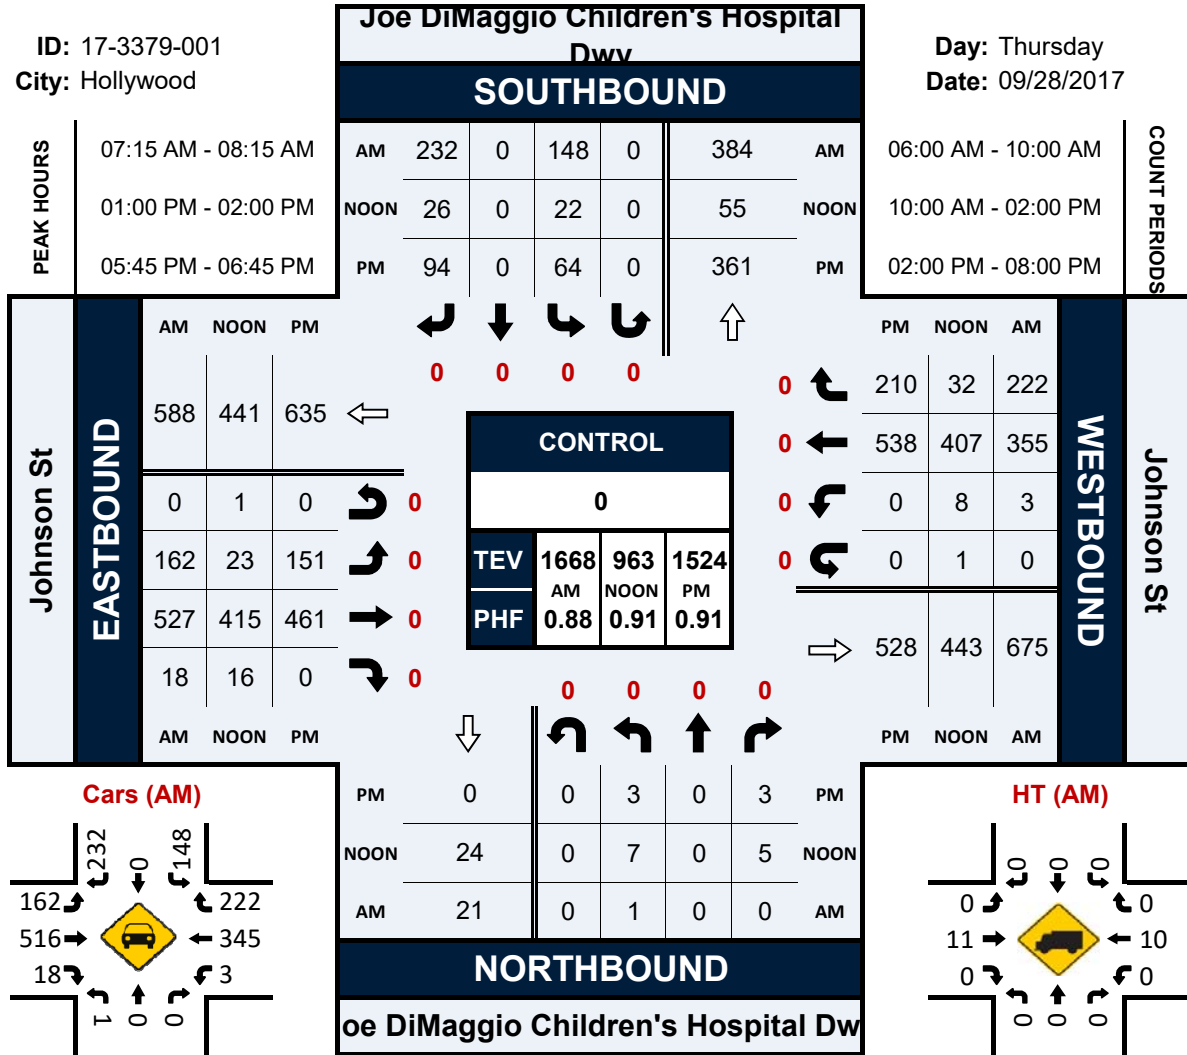 Joe DiMaggio Children's Hospital
Dwy
ID: 17-3379-001
City: Hollywood
Day: Thursday
Date: 09/28/2017
SOUTHBOUND
PEAK HOURS
07:15 AM - 08:15 AM
01:00 PM - 02:00 PM
05:45 PM - 06:45 PM
AM 232 0 148 0 384 AM
NOON 26 0 22 0 55 NOON
PM 94 0 64 0 361 PM
06:00 AM - 10:00 AM
10:00 AM - 02:00 PM
02:00 PM - 08:00 PM
COUNT PERIODS
0 0 0 0
Johnson St
EASTBOUND
AM NOON PM
588 441 635
0 1 0 0
162 23 151 0
527 415 461 0
18 16 0 0
AM NOON PM
CONTROL
0
TEV 1668 963 1524
AM NOON PM
PHF 0.88 0.91 0.91
PM NOON AM
0 210 32 222
0 538 407 355
0 0 8 3
0 0 1 0
528 443 675
PM NOON AM
WESTBOUND
Johnson St
0 0 0 0
PM 0 0 3 0 3 PM
NOON 24 0 7 0 5 NOON
AM 21 0 1 0 0 AM
NORTHBOUND
oe DiMaggio Children's Hospital Dw
Cars (AM)
232 0 148
162 222
516 345
18 3
1 0 0
HT (AM)
0 0 0
0 0
11 10
0 0
0 0 0